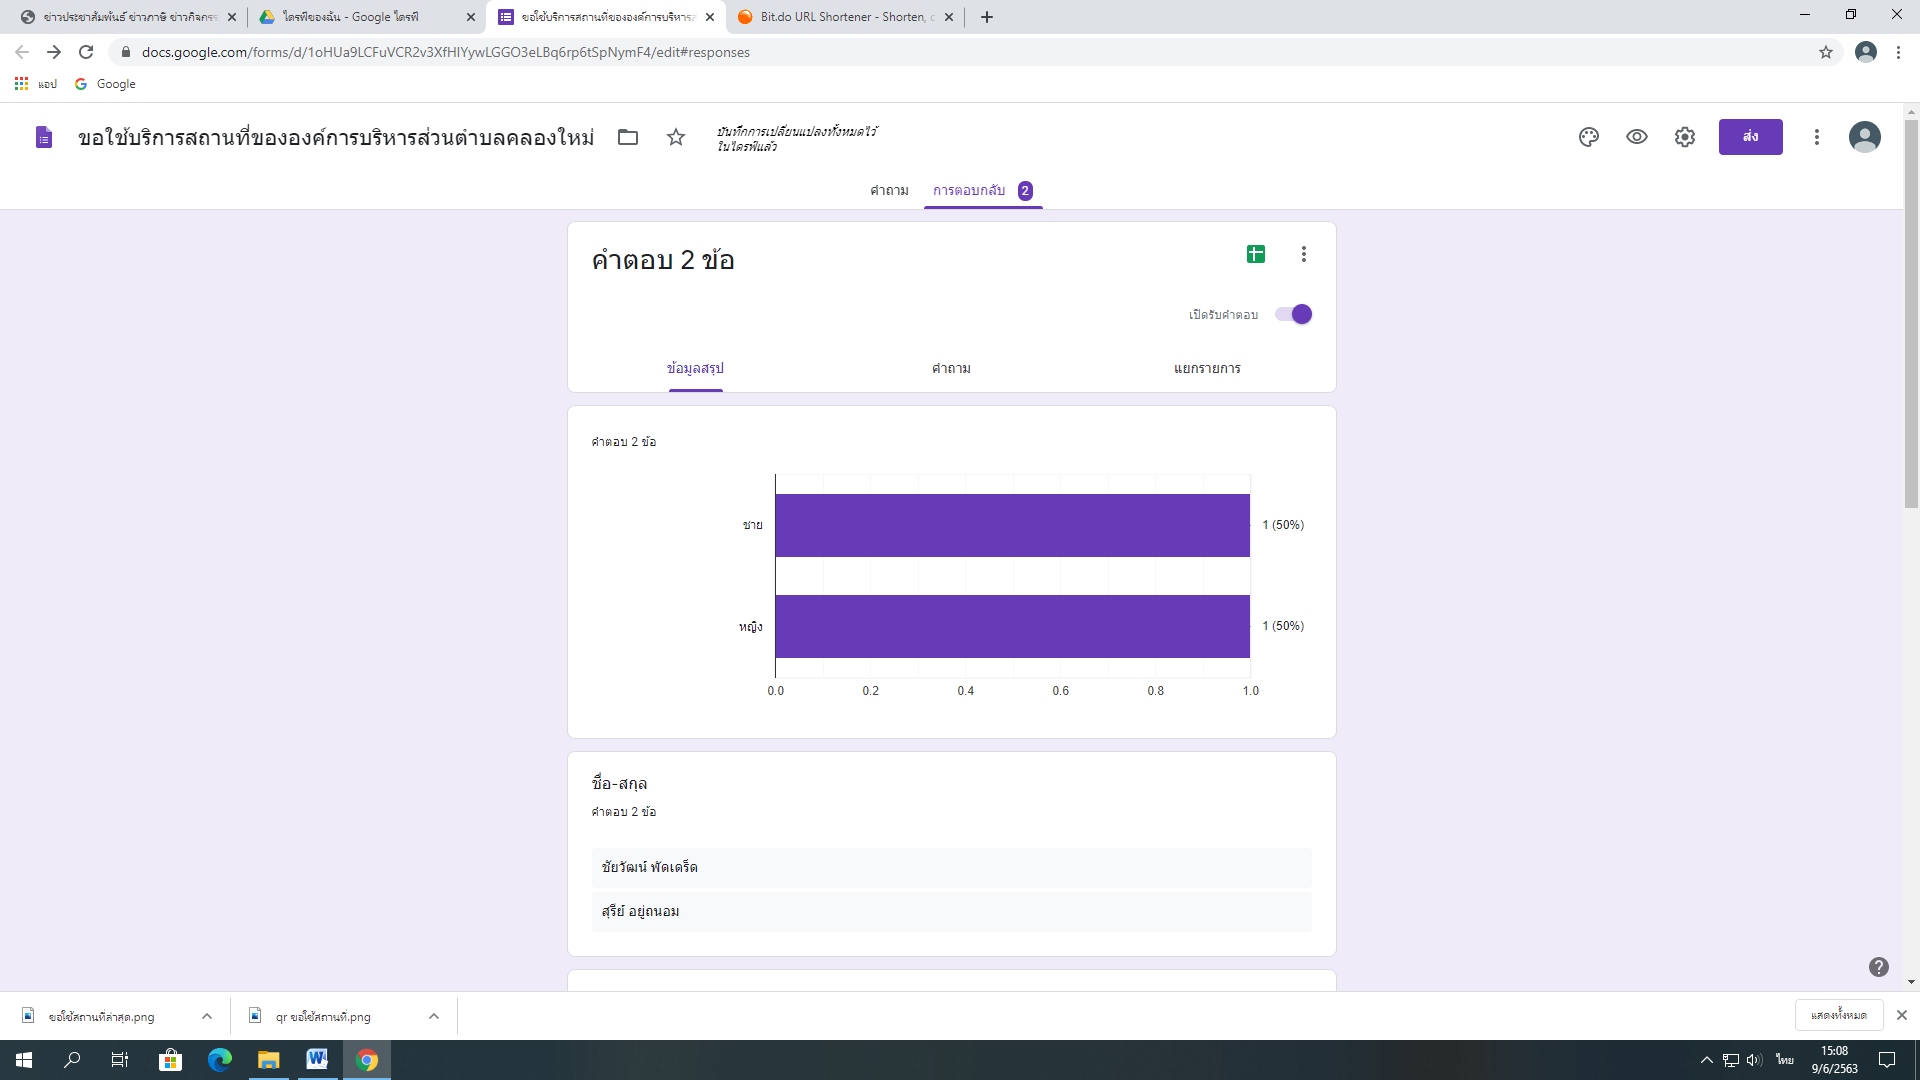 ข่าวประชาสัมพันธ์ ข่าวภาษี ข่าวกิจกรร
ไดรฟ์ของฉัน - Google ไดรฟ์
ขอใช้บริการสถานที่ขององค์การบริหารส
Bit.do URL Shortener - Shorten, c
docs.google.com/forms/d/1oHUa9LCFuVCR2v3XfHIYywLGGO3eLBq6rp6tSpNymF4/edit#responses
แอป
Google
ขอใช้บริการสถานที่ขององค์การบริหารส่วนตำบลคลองใหม่
บันทึกการเปลี่ยนแปลงทั้งหมดไว้
ในไดรฟ์แล้ว
ส่ง
คำถาม
การตอบกลับ 2
คำตอบ 2 ข้อ
เปิดรับคำตอบ
ข้อมูลสรุป
คำถาม
แยกรายการ
คำตอบ 2 ข้อ
ชาย
1 (50%)
หญิง
1 (50%)
0.0 0.2 0.4 0.6 0.8 1.0
ชื่อ-สกุล
คำตอบ 2 ข้อ
ชัยวัฒน์ พัดเดร็ด
สุรีย์ อยู่ถนอม
ขอใช้สถานที่ล่าสุด.png
qr ขอใช้สถานที่.png
แสดงทั้งหมด
ไทย
15:08
9/6/2563